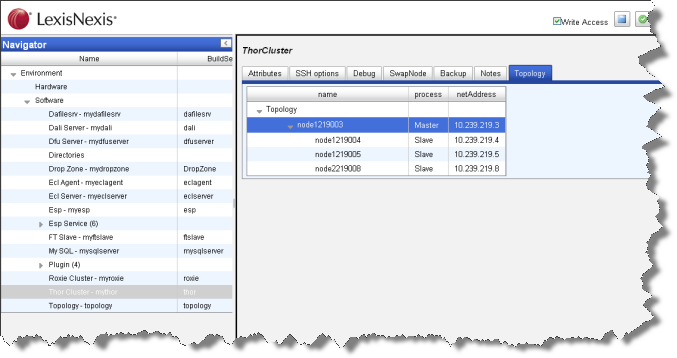 LexisNexis®
Write Access
Navigator
Name BuildSe
Environment
Hardware
Software
Dafilesrv - mydafilesrv dafilesrv
Dali Server - mydali dali
Dfu Server - mydfuserver dfuserver
Directories
Drop Zone - mydropzone DropZone
Ecl Agent - myeclagent eclagent
Ecl Server - myeclserver eclserver
Esp - myesp esp
Esp Service (6)
FT Slave - myftslave ftslave
My SQL - mysqlserver mysqlserver
Plugin (4)
Roxie Cluster - myroxie roxie
Thor Cluster - mythor thor
Topology - topology topology
ThorCluster
Attributes SSH options Debug SwapNode Backup Notes Topology
name process netAddress
Topology
node1219003 Master 10.239.219.3
node1219004 Slave 10.239.219.4
node1219005 Slave 10.239.219.5
node2219008 Slave 10.239.219.8